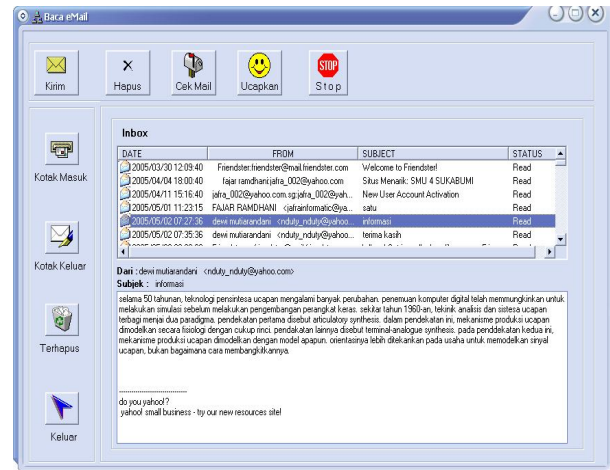 Baca eMail
Kirim
Hapus
Cek Mail
Ucapkan
STOP
Stop
Kotak Masuk
Kotak Keluar
Terhapus
Keluar
Inbox
DATE FROM SUBJECT STATUS
2005/03/30 12:09:40 Friendster:friendster@mail.friendster.com Welcome to Friendster! Read
2005/04/04 18:00:40 fajar ramdhani:jafra_002@yahoo.com Situs Menarik: SMU 4 SUKABUMI Read
2005/04/11 15:16:40 jafra_002@yahoo.com.sg:jafra_002@yah... New User Account Activation Read
2005/05/01 11:23:15 FAJAR RAMDHANI <jafrainformatic@ya... satu Read
2005/05/02 07:27:36 dewi mutiarandani <nduty_nduty@yahoo... informasi Read
2005/05/02 07:35:36 dewi mutiarandani <nduty_nduty@yahoo... terima kasih Read
Dari : dewi mutiarandani <nduty_nduty@yahoo.com>
Subjek : informasi
selama 50 tahunan, teknologi pensintesa ucapan mengalami banyak perubahan. penemuan komputer digital telah memmungkinkan untuk
melakukan simulasi sebelum melakukan pengembangan perangkat keras. sekitar tahun 1960-an, tekinik analisis dan sistesa ucapan
terbagi menjai dua paradigma. pendekatan pertama disebut articulatory synthesis. dalam pendekatan ini, mekanisme produksi ucapan
dimodelkan secara fisiologi dengan cukup rinci. pendakatan lainnya disebut terminal-analogue synthesis. pada penddekatan kedua ini,
mekanisme produksi ucapan dimodelkan dengan model apapun. orientasinya lebih ditekankan pada usaha untuk memodelkan sinyal
ucapan, bukan bagaimana cara membangkitkannya.
do you yahoo!?
yahoo! small business - try our new resources site!